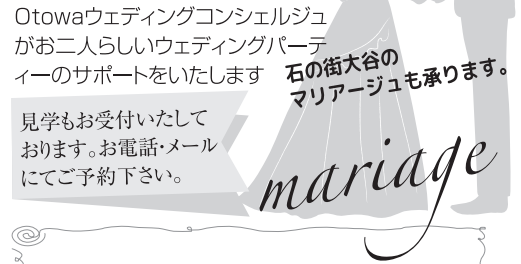 Otowaウェディングコンシェルジュ
がお二人らしいウェディングパーテ
ィーのサポートをいたします
石の街大谷の
マリアージュも承ります。
見学もお受付いたして
おります。お電話・メール
にてご予約下さい。
mariage